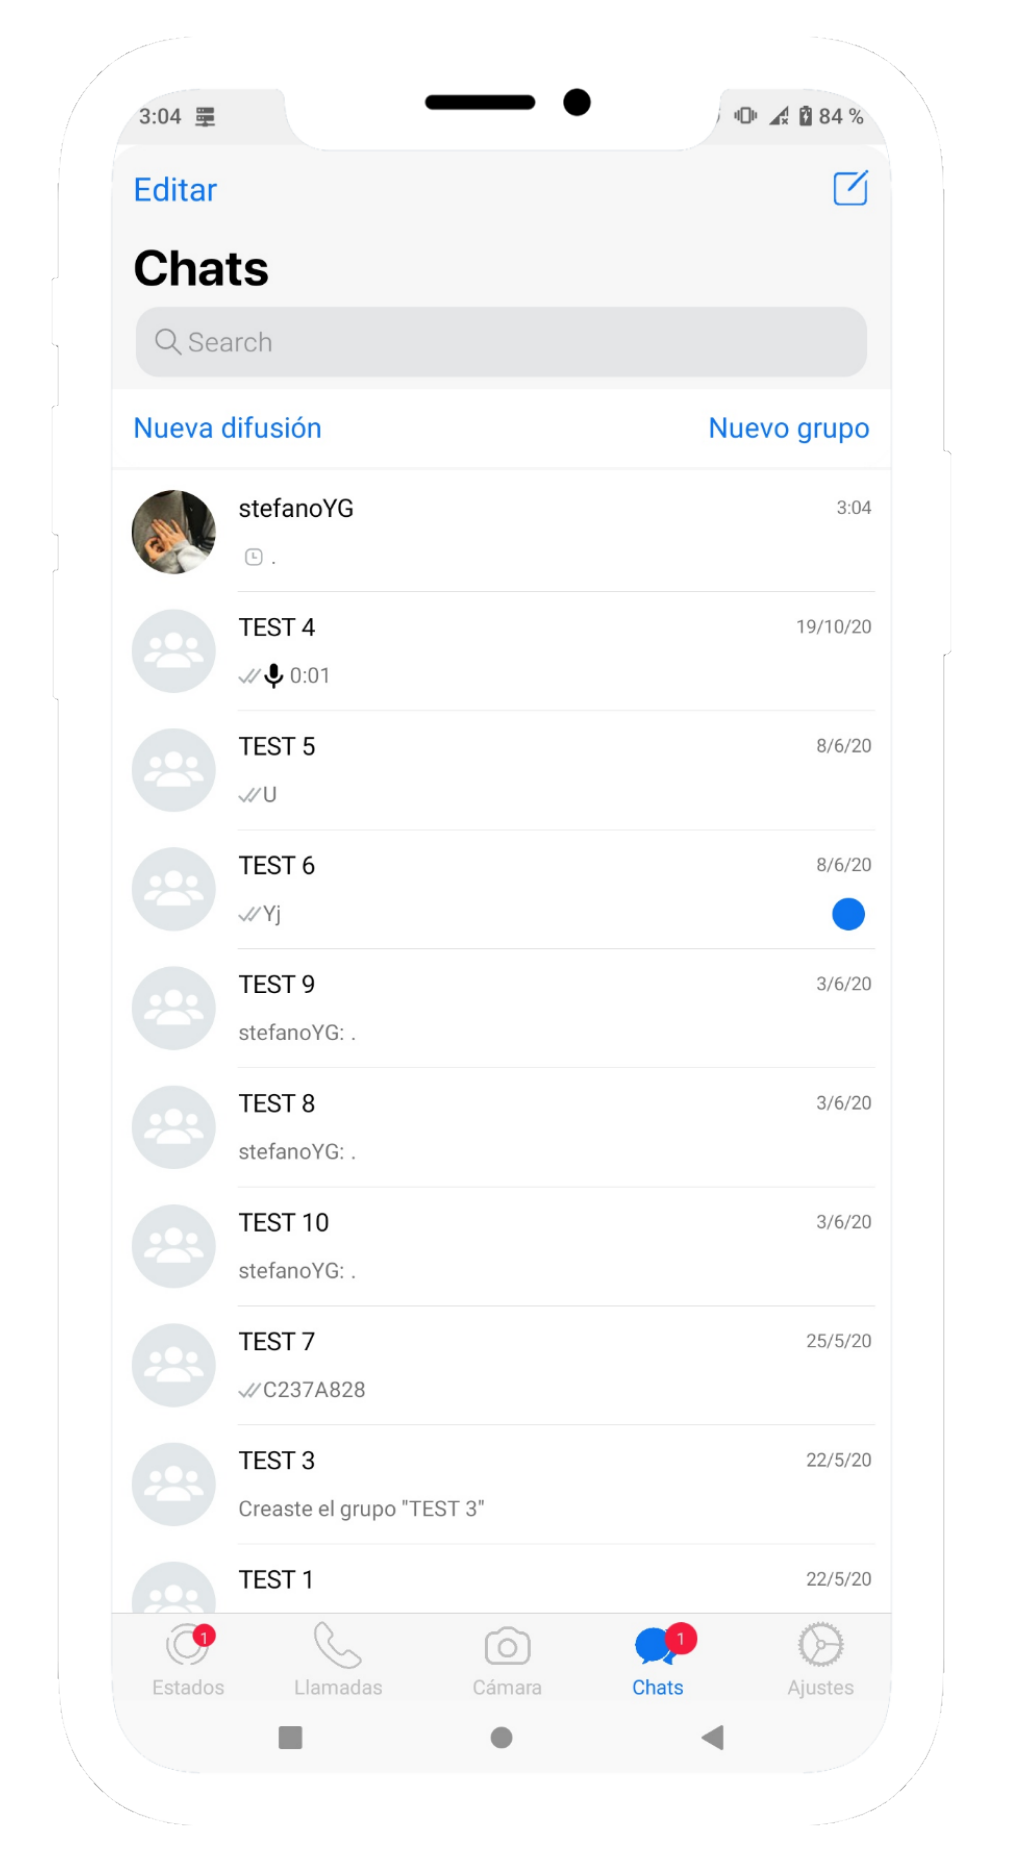 3:04 84 %
Editar
Chats
Search
Nueva difusión Nuevo grupo
stefanoYG 3:04
.
TEST 4 19/10/20
0:01
TEST 5 8/6/20
U
TEST 6 8/6/20
Yj
TEST 9 3/6/20
stefanoYG: .
TEST 8 3/6/20
stefanoYG: .
TEST 10 3/6/20
stefanoYG: .
TEST 7 25/5/20
C237A828
TEST 3 22/5/20
Creaste el grupo "TEST 3"
TEST 1 22/5/20
1 1
Estados Llamadas Cámara Chats Ajustes